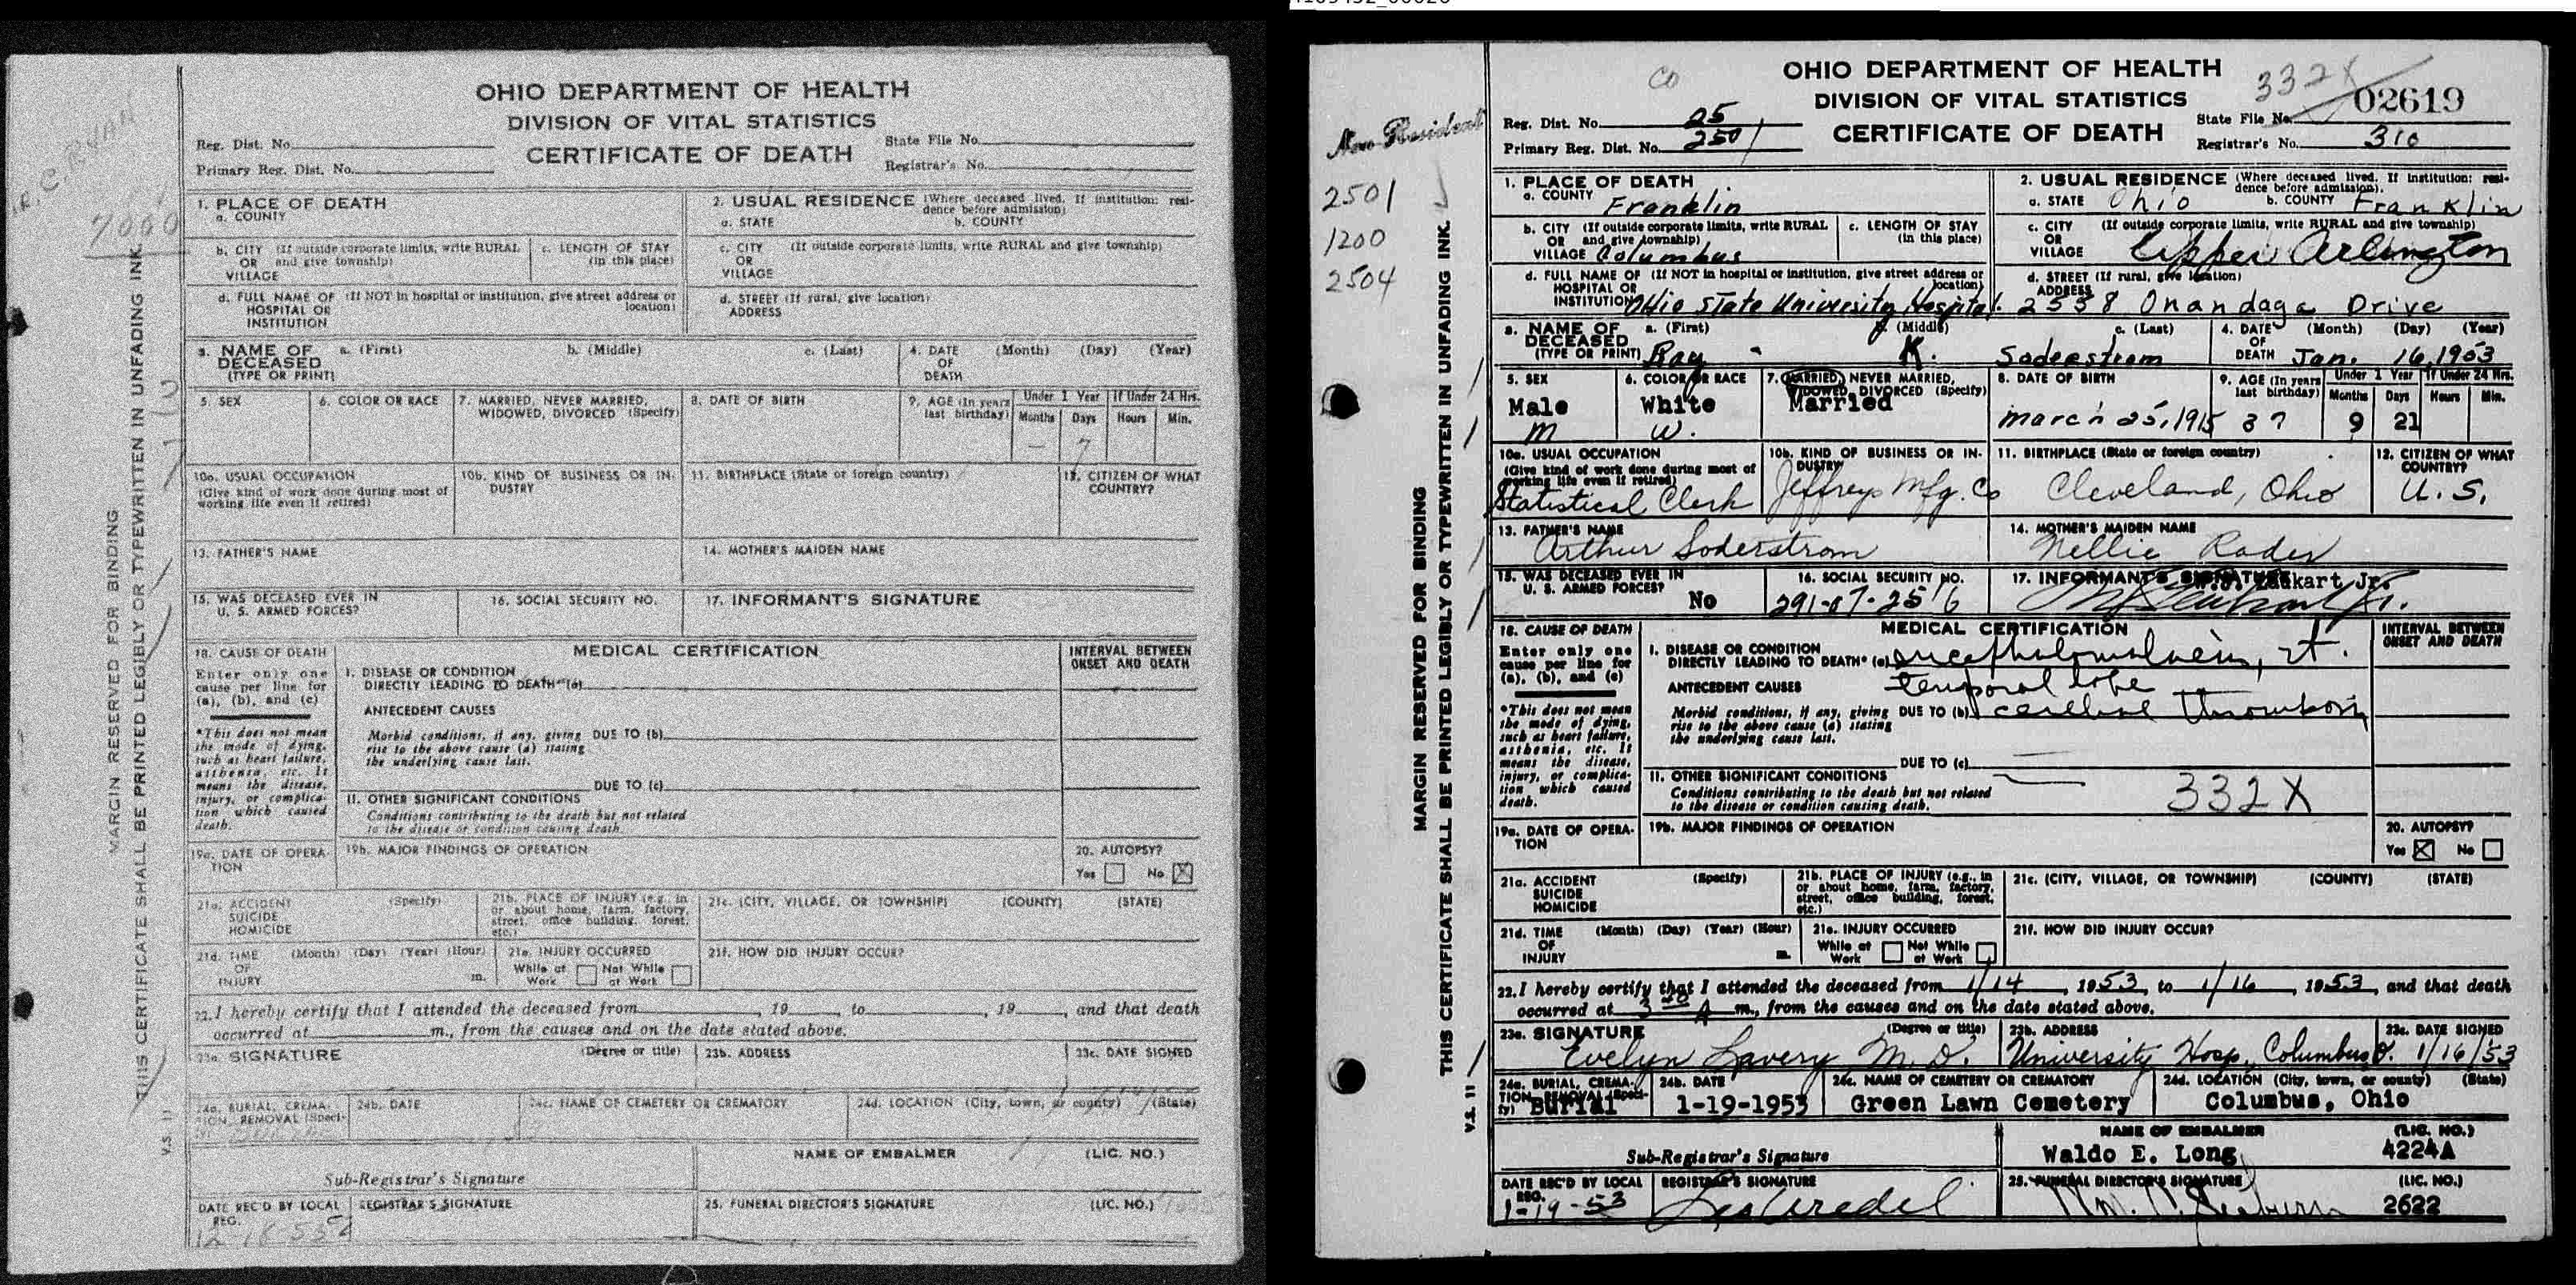 OHIO DEPARTMENT OF HEALTH
DIVISION OF VITAL STATISTICS
CERTIFICATE OF DEATH
Reg. Dist. No.
Primary Reg. Dist. No.
State File No.
Registrar's No.
7000
MARGIN RESERVED FOR BINDING
THIS CERTIFICATE SHALL BE PRINTED LEGIBLY OR TYPEWRITTEN IN UNFADING INK.
V.S. 11
1. PLACE OF DEATH
a. COUNTY
2. USUAL RESIDENCE (Where deceased lived. If institution: resi-
dence before admission)
a. STATE b. COUNTY
b. CITY (If outside corporate limits, write RURAL
OR and give township)
VILLAGE
c. LENGTH OF STAY
(in this place)
c. CITY (If outside corporate limits, write RURAL and give township)
OR
VILLAGE
d. FULL NAME OF (If NOT in hospital or institution, give street address or
HOSPITAL OR location)
INSTITUTION
d. STREET (If rural, give location)
ADDRESS
3. NAME OF a. (First) b. (Middle) c. (Last)
DECEASED
(TYPE OR PRINT)
4. DATE (Month) (Day) (Year)
OF
DEATH
5. SEX
6. COLOR OR RACE
7. MARRIED, NEVER MARRIED,
WIDOWED, DIVORCED (Specify)
8. DATE OF BIRTH
9. AGE (In years
last birthday)
Under 1 Year If Under 24 Hrs.
Months Days Hours Min.
— 7
10a. USUAL OCCUPATION
(Give kind of work done during most of
working life even if retired)
10b. KIND OF BUSINESS OR IN-
DUSTRY
11. BIRTHPLACE (State or foreign country)
12. CITIZEN OF WHAT
COUNTRY?
13. FATHER'S NAME
14. MOTHER'S MAIDEN NAME
15. WAS DECEASED EVER IN
U. S. ARMED FORCES?
16. SOCIAL SECURITY NO.
17. INFORMANT'S SIGNATURE
18. CAUSE OF DEATH
Enter only one
cause per line for
(a), (b), and (c)
*This does not mean
the mode of dying,
such as heart failure,
asthenia, etc. It
means the disease,
injury, or complica-
tion which caused
death.
MEDICAL CERTIFICATION
INTERVAL BETWEEN
ONSET AND DEATH
I. DISEASE OR CONDITION
DIRECTLY LEADING TO DEATH* (a)
ANTECEDENT CAUSES
Morbid conditions, if any, giving DUE TO (b)
rise to the above cause (a) stating
the underlying cause last.
DUE TO (c)
II. OTHER SIGNIFICANT CONDITIONS
Conditions contributing to the death but not related
to the disease or condition causing death.
19a. DATE OF OPERA-
TION
19b. MAJOR FINDINGS OF OPERATION
20. AUTOPSY?
Yes No X
21a. ACCIDENT (Specify)
SUICIDE
HOMICIDE
21b. PLACE OF INJURY (e.g., in
or about home, farm, factory,
street, office building, forest,
etc.)
21c. (CITY, VILLAGE, OR TOWNSHIP) (COUNTY) (STATE)
21d. TIME (Month) (Day) (Year) (Hour)
OF
INJURY m.
21e. INJURY OCCURRED
While at Not While
Work at Work
21f. HOW DID INJURY OCCUR?
22. I hereby certify that I attended the deceased from , 19 , to , 19 , and that death
occurred at m., from the causes and on the date stated above.
23a. SIGNATURE (Degree or title)
23b. ADDRESS
23c. DATE SIGNED
24a. BURIAL, CREMA-
TION, REMOVAL (Speci-
fy)
24b. DATE
24c. NAME OF CEMETERY OR CREMATORY
24d. LOCATION (City, town, or county) (State)
Sub-Registrar's Signature
NAME OF EMBALMER (LIC. NO.)
DATE REC'D BY LOCAL
REG.
REGISTRAR'S SIGNATURE
25. FUNERAL DIRECTOR'S SIGNATURE (LIC. NO.)
Co
OHIO DEPARTMENT OF HEALTH
DIVISION OF VITAL STATISTICS
CERTIFICATE OF DEATH
Reg. Dist. No. 25
Primary Reg. Dist. No. 2501
332X
State File No. 02619
Registrar's No. 310
Non Resident
2501
1200
2504
MARGIN RESERVED FOR BINDING
THIS CERTIFICATE SHALL BE PRINTED LEGIBLY OR TYPEWRITTEN IN UNFADING INK.
V.S. 11
1. PLACE OF DEATH
a. COUNTY Franklin
2. USUAL RESIDENCE (Where deceased lived. If institution: resi-
dence before admission).
a. STATE Ohio b. COUNTY Franklin
b. CITY (If outside corporate limits, write RURAL
OR and give township)
VILLAGE Columbus
c. LENGTH OF STAY
(in this place)
c. CITY (If outside corporate limits, write RURAL and give township)
OR
VILLAGE Upper Arlington
d. FULL NAME OF (If NOT in hospital or institution, give street address or
HOSPITAL OR location)
INSTITUTION Ohio State University Hospital
d. STREET (If rural, give location)
ADDRESS
2538 Onandaga Drive
3. NAME OF a. (First) b. (Middle) c. (Last)
DECEASED
(TYPE OR PRINT) Ray K. Soderstrom
4. DATE (Month) (Day) (Year)
OF
DEATH Jan. 16, 1953
5. SEX
Male
M
6. COLOR OR RACE
White
W.
7. MARRIED, NEVER MARRIED,
WIDOWED, DIVORCED (Specify)
Married
8. DATE OF BIRTH
March 25, 1915
9. AGE (In years
last birthday)
37
Under 1 Year If Under 24 Hrs.
Months Days Hours Min.
9 21
10a. USUAL OCCUPATION
(Give kind of work done during most of
working life even if retired)
Statistical Clerk
10b. KIND OF BUSINESS OR IN-
DUSTRY
Jeffrey Mfg. Co
11. BIRTHPLACE (State or foreign country)
Cleveland, Ohio
12. CITIZEN OF WHAT
COUNTRY?
U. S.
13. FATHER'S NAME
Arthur Soderstrom
14. MOTHER'S MAIDEN NAME
Nellie Rader
15. WAS DECEASED EVER IN
U. S. ARMED FORCES?
No
16. SOCIAL SECURITY NO.
17. INFORMANT'S SIGNATURE
18. CAUSE OF DEATH
Enter only one
cause per line for
(a), (b), and (c)
*This does not mean
the mode of dying,
such as heart failure,
asthenia, etc. It
means the disease,
injury, or complica-
tion which caused
death.
MEDICAL CERTIFICATION
INTERVAL BETWEEN
ONSET AND DEATH
I. DISEASE OR CONDITION
DIRECTLY LEADING TO DEATH* (a) encephalomalacia, rt.
ANTECEDENT CAUSES temporal lobe
Morbid conditions, if any, giving DUE TO (b) cerebral thrombosis
rise to the above cause (a) stating
the underlying cause last.
DUE TO (c)
II. OTHER SIGNIFICANT CONDITIONS
Conditions contributing to the death but not related
to the disease or condition causing death.
332X
19a. DATE OF OPERA-
TION
19b. MAJOR FINDINGS OF OPERATION
20. AUTOPSY?
Yes X No
21a. ACCIDENT (Specify)
SUICIDE
HOMICIDE
21b. PLACE OF INJURY (e.g., in
or about home, farm, factory,
street, office building, forest,
etc.)
21c. (CITY, VILLAGE, OR TOWNSHIP) (COUNTY) (STATE)
21d. TIME (Month) (Day) (Year) (Hour)
OF
INJURY m.
21e. INJURY OCCURRED
While at Not While
Work at Work
21f. HOW DID INJURY OCCUR?
22. I hereby certify that I attended the deceased from 1/14, 1953, to 1/16, 1953, and that death
occurred at 3 A m., from the causes and on the date stated above.
23a. SIGNATURE (Degree or title)
Evelyn Lavery M.D.
23b. ADDRESS
University Hosp, Columbus O.
23c. DATE SIGNED
1/16/53
24a. BURIAL, CREMA-
TION, REMOVAL (Speci-
fy) Burial
24b. DATE
1-19-1953
24c. NAME OF CEMETERY OR CREMATORY
Green Lawn Cemetery
24d. LOCATION (City, town, or county) (State)
Columbus, Ohio
Sub-Registrar's Signature
NAME OF EMBALMER (LIC. NO.)
Waldo E. Long 4224A
DATE REC'D BY LOCAL
REG.
1-19-53
REGISTRAR'S SIGNATURE
25. FUNERAL DIRECTOR'S SIGNATURE (LIC. NO.)
2622